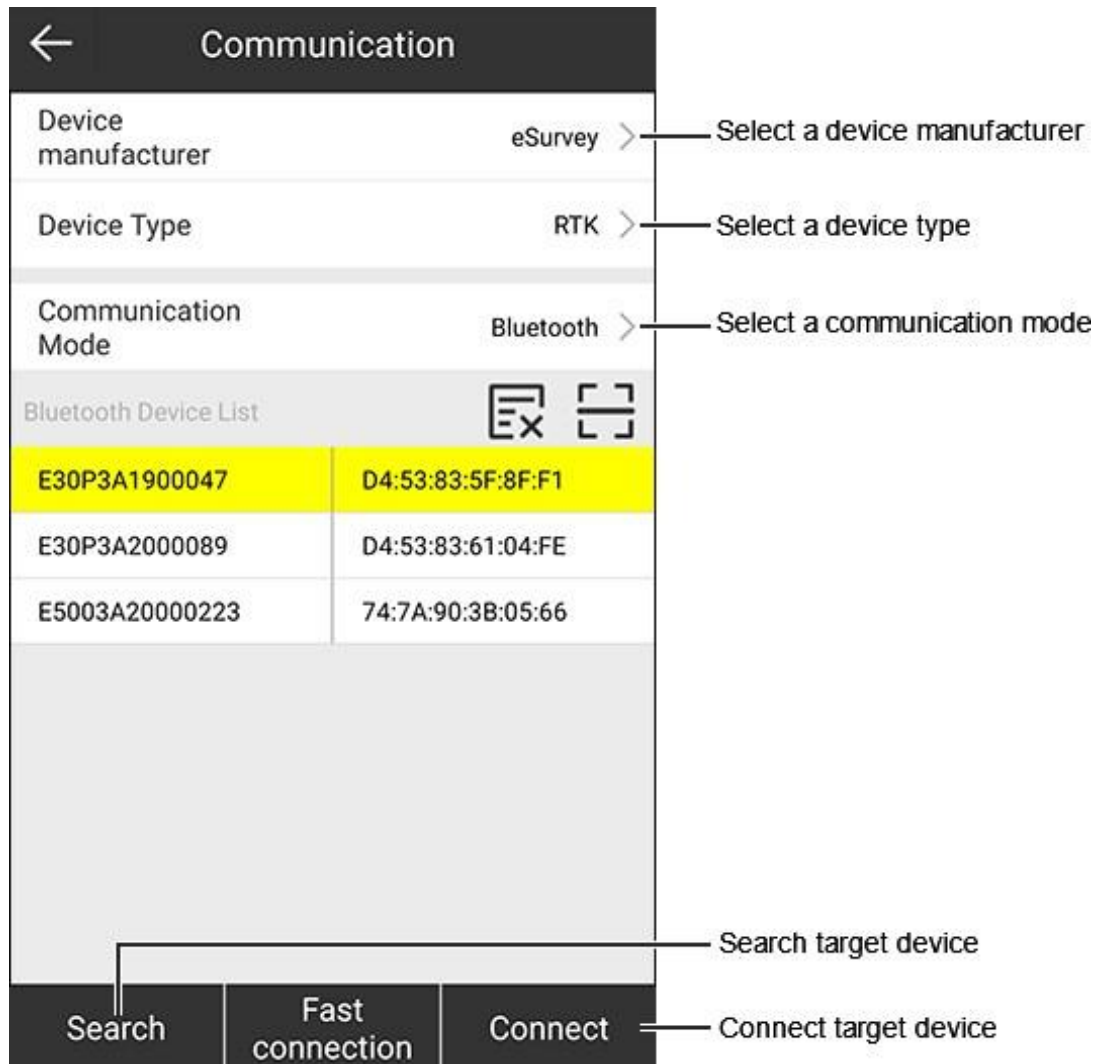 Communication
Device
manufacturer
eSurvey
Select a device manufacturer
Device Type
RTK
Select a device type
Communication
Mode
Bluetooth
Select a communication mode
Bluetooth Device List
E30P3A1900047
D4:53:83:5F:8F:F1
E30P3A2000089
D4:53:83:61:04:FE
E5003A20000223
74:7A:90:3B:05:66
Search target device
Search
Fast
connection
Connect
Connect target device